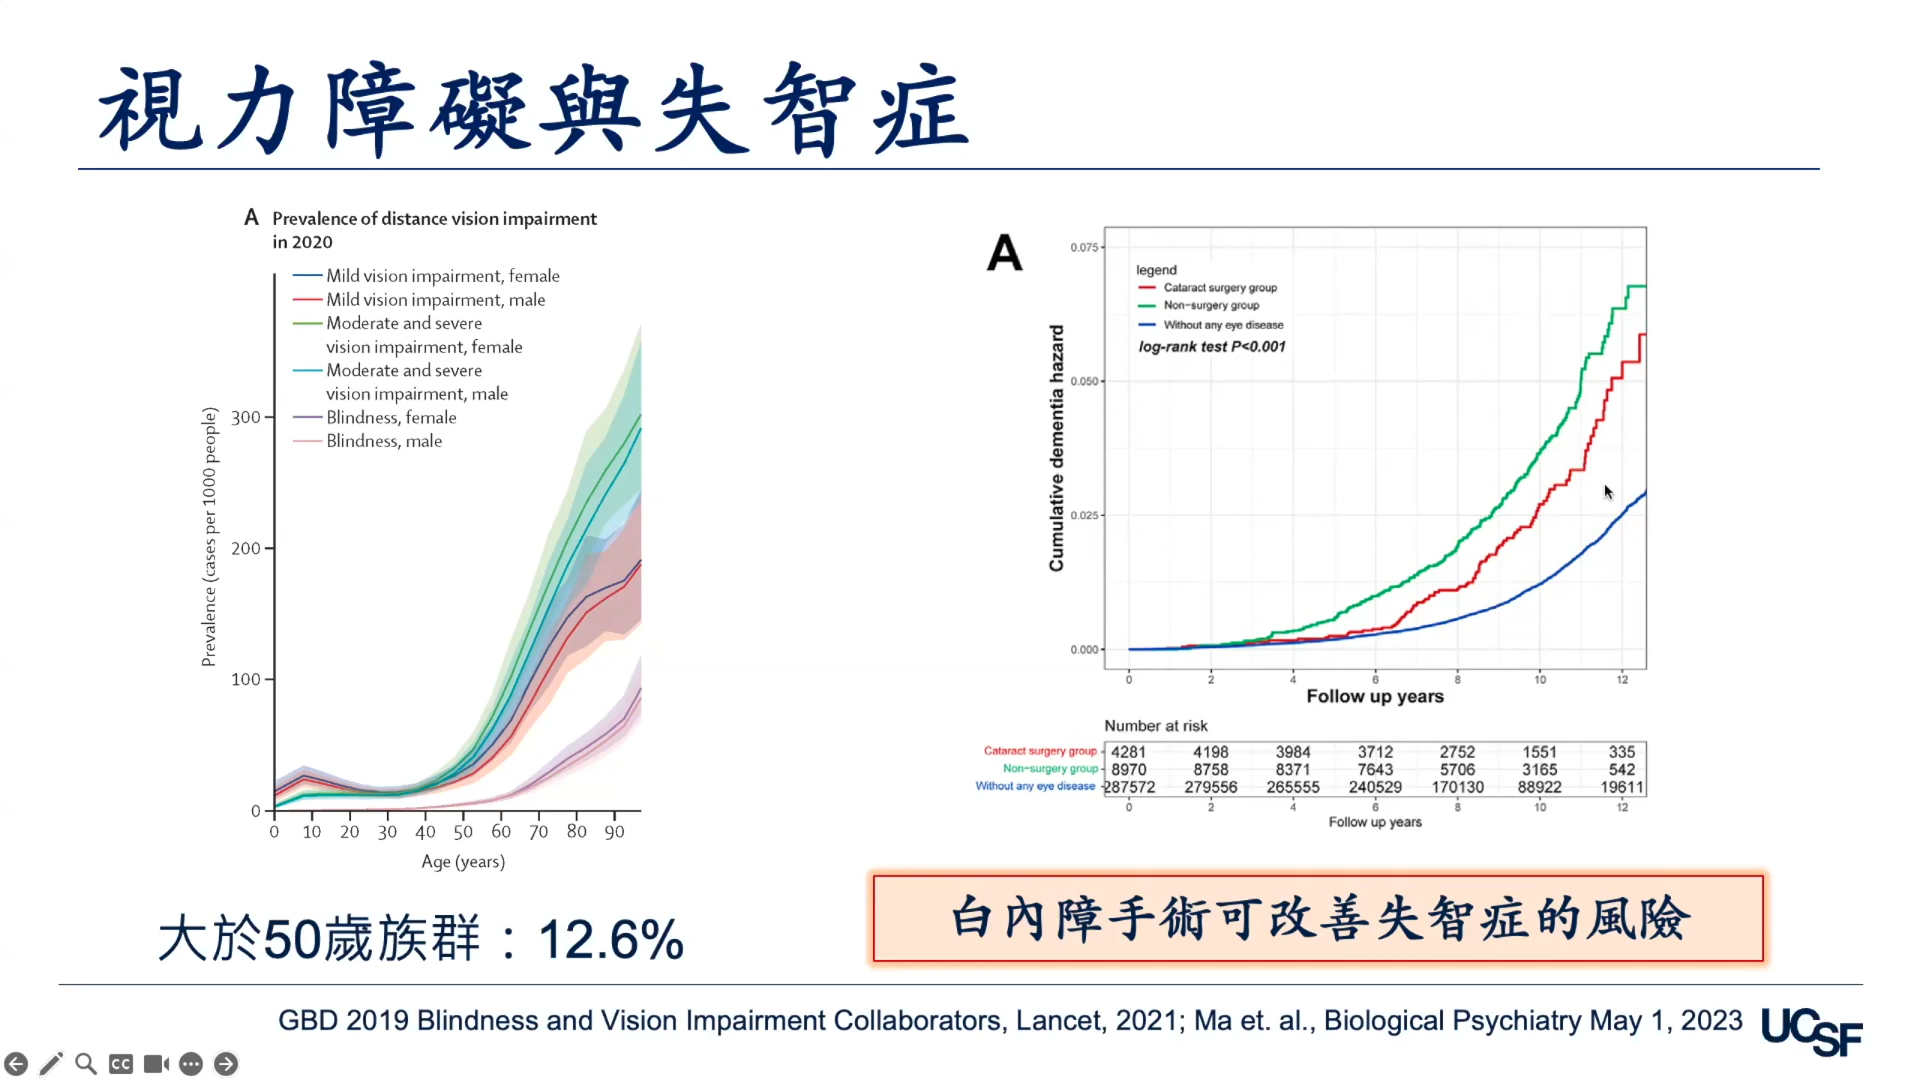 視力障礙與失智症
A Prevalence of distance vision impairment
in 2020
Mild vision impairment, female
Mild vision impairment, male
Moderate and severe
vision impairment, female
Moderate and severe
vision impairment, male
Blindness, female
Blindness, male
Prevalence (cases per 1000 people)
300
200
100
0
0 10 20 30 40 50 60 70 80 90
Age (years)
大於50歲族群：12.6%
A
legend
Cataract surgery group
Non-surgery group
Without any eye disease
log-rank test P<0.001
Cumulative dementia hazard
0.075
0.050
0.025
0.000
0 2 4 6 8 10 12
Follow up years
Number at risk
Cataract surgery group 4281 4198 3984 3712 2752 1551 335
Non-surgery group 8970 8758 8371 7643 5706 3165 542
Without any eye disease 287572 279556 265555 240529 170130 88922 19611
0 2 4 6 8 10 12
Follow up years
白內障手術可改善失智症的風險
GBD 2019 Blindness and Vision Impairment Collaborators, Lancet, 2021; Ma et. al., Biological Psychiatry May 1, 2023
UCSF
CC